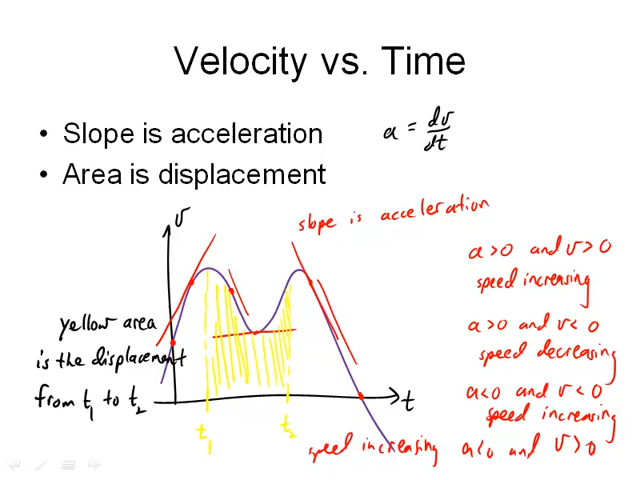 Velocity vs. Time
• Slope is acceleration
a = dv/dt
• Area is displacement
v
slope is acceleration
a > 0 and v > 0
speed increasing
yellow area
is the displacement
from t1 to t2
a > 0 and v < 0
speed decreasing
a < 0 and v < 0
speed increasing
t
t1
t2
speed increasing a < 0 and v > 0